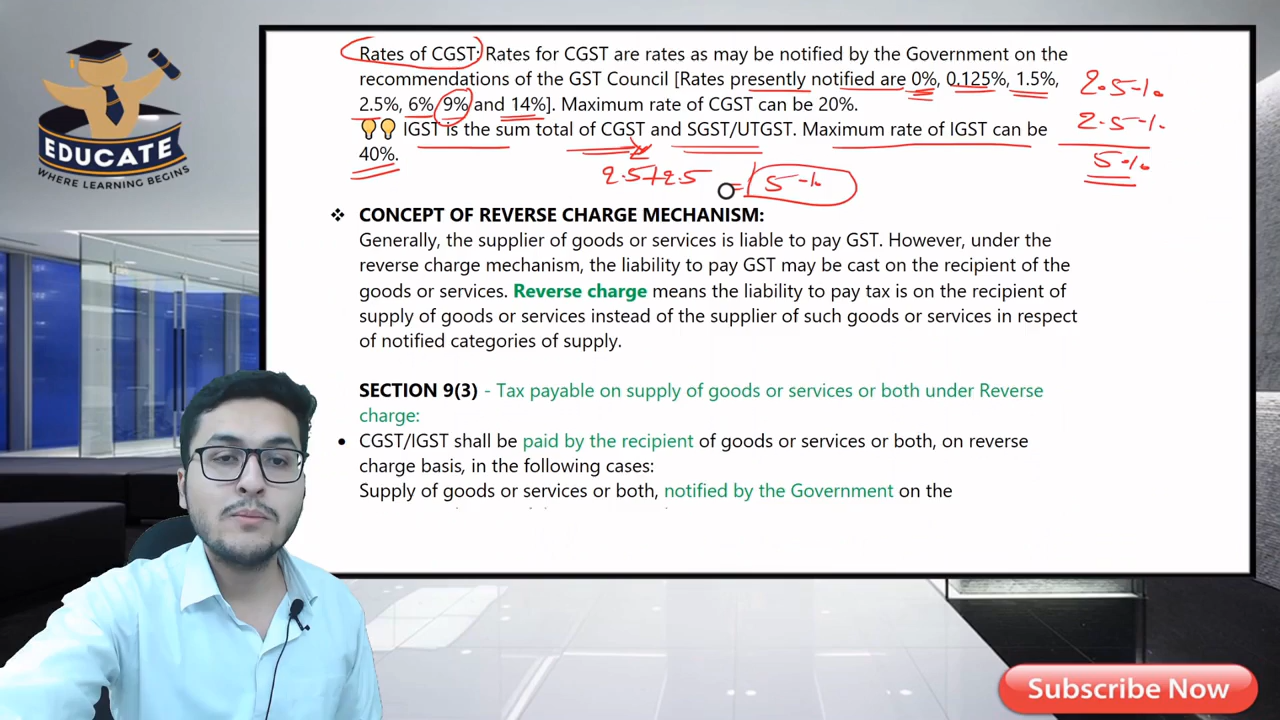 EDUCATE
WHERE LEARNING BEGINS
Rates of CGST: Rates for CGST are rates as may be notified by the Government on the
recommendations of the GST Council [Rates presently notified are 0%, 0.125%, 1.5%,
2.5%, 6%, 9% and 14%]. Maximum rate of CGST can be 20%.
💡💡 IGST is the sum total of CGST and SGST/UTGST. Maximum rate of IGST can be
40%.
2.5%
2.5%
5%
2.5+2.5 = 5%
❖ CONCEPT OF REVERSE CHARGE MECHANISM:
Generally, the supplier of goods or services is liable to pay GST. However, under the
reverse charge mechanism, the liability to pay GST may be cast on the recipient of the
goods or services. Reverse charge means the liability to pay tax is on the recipient of
supply of goods or services instead of the supplier of such goods or services in respect
of notified categories of supply.
SECTION 9(3) - Tax payable on supply of goods or services or both under Reverse
charge:
• CGST/IGST shall be paid by the recipient of goods or services or both, on reverse
charge basis, in the following cases:
Supply of goods or services or both, notified by the Government on the
Subscribe Now